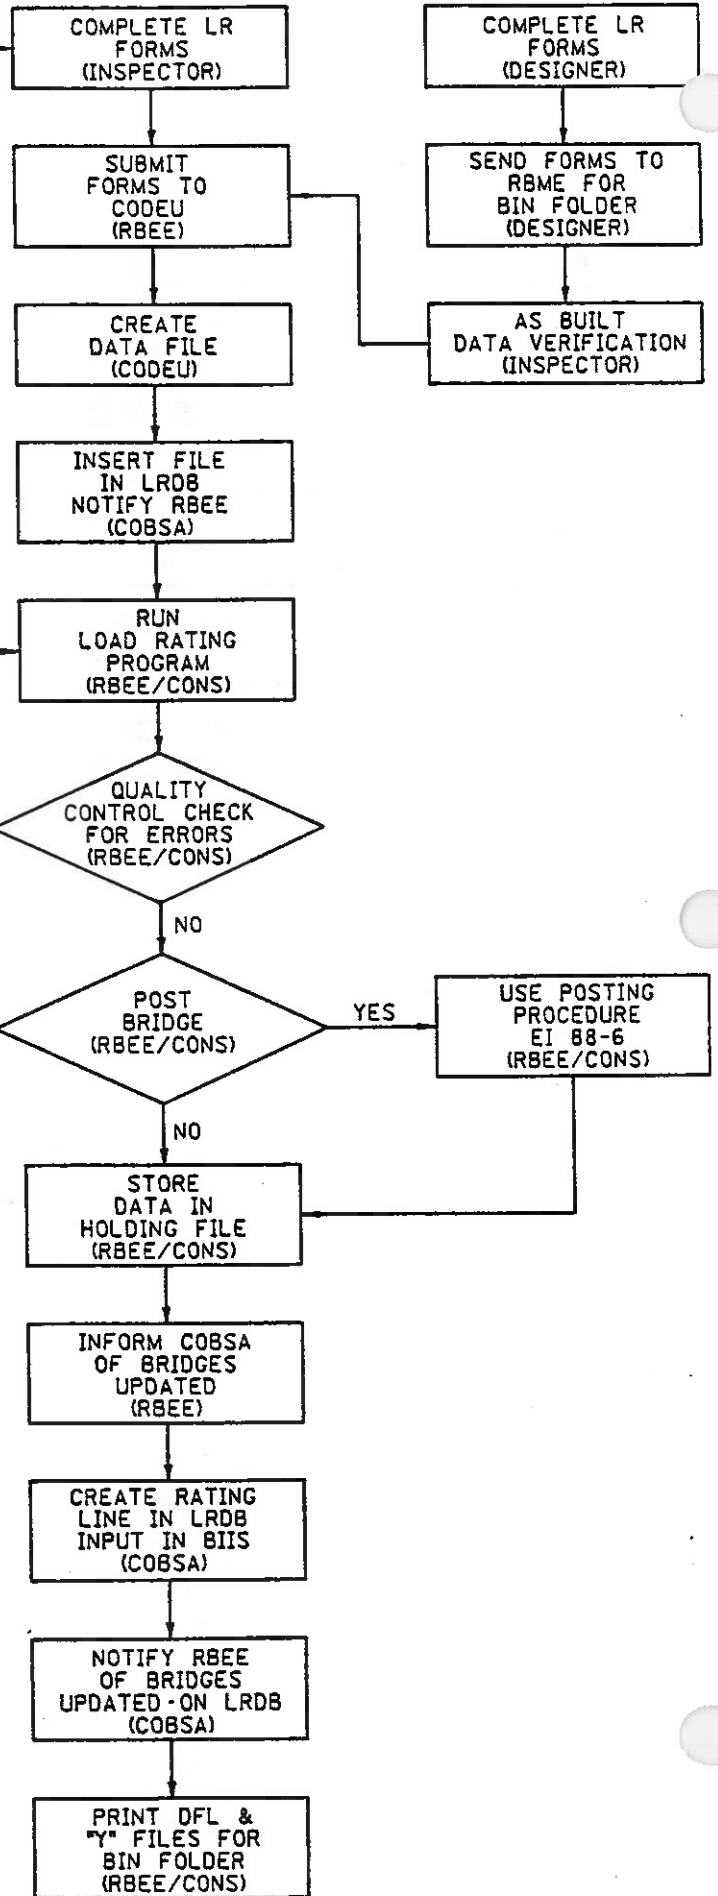 COMPLETE LR
FORMS
(INSPECTOR)
COMPLETE LR
FORMS
(DESIGNER)
SUBMIT
FORMS TO
CODEU
(RBEE)
SEND FORMS TO
RBME FOR
BIN FOLDER
(DESIGNER)
CREATE
DATA FILE
(CODEU)
AS BUILT
DATA VERIFICATION
(INSPECTOR)
INSERT FILE
IN LRDB
NOTIFY RBEE
(COBSA)
RUN
LOAD RATING
PROGRAM
(RBEE/CONS)
QUALITY
CONTROL CHECK
FOR ERRORS
(RBEE/CONS)
NO
POST
BRIDGE
(RBEE/CONS)
YES
USE POSTING
PROCEDURE
EI 88-6
(RBEE/CONS)
NO
STORE
DATA IN
HOLDING FILE
(RBEE/CONS)
INFORM COBSA
OF BRIDGES
UPDATED
(RBEE)
CREATE RATING
LINE IN LRDB
INPUT IN BIIS
(COBSA)
NOTIFY RBEE
OF BRIDGES
UPDATED-ON LRDB
(COBSA)
PRINT DFL &
"Y" FILES FOR
BIN FOLDER
(RBEE/CONS)